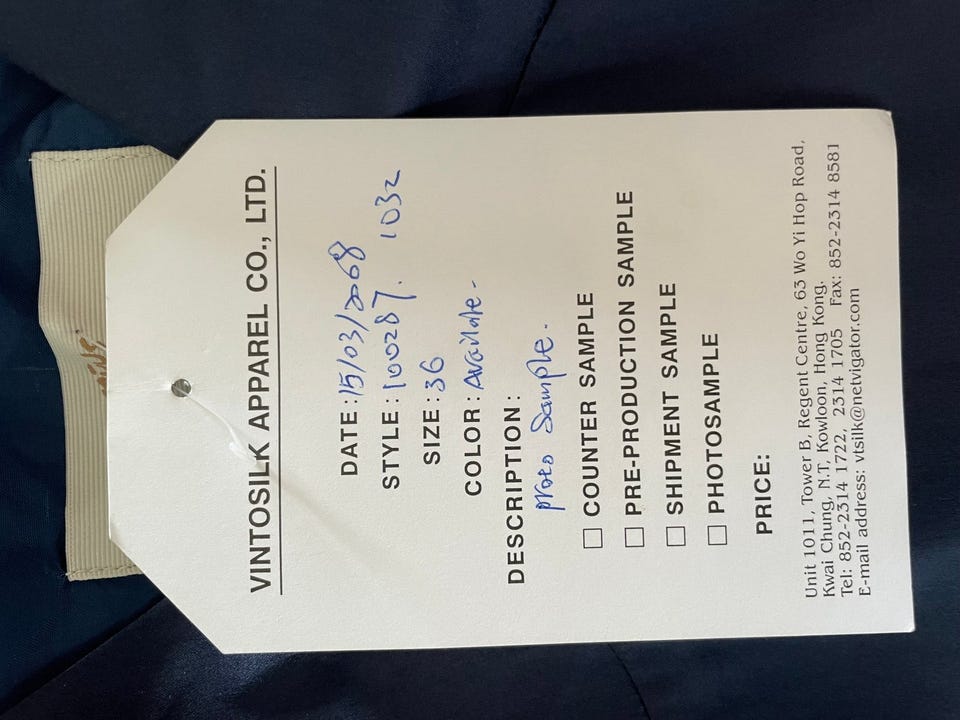 VINTOSILK APPAREL CO., LTD.
DATE: 15/03/2008
STYLE: 100287. 1032
SIZE: 36
COLOR: Available.
DESCRIPTION:
proto Sample.
☐ COUNTER SAMPLE
☐ PRE-PRODUCTION SAMPLE
☐ SHIPMENT SAMPLE
☐ PHOTOSAMPLE
PRICE:
Unit 1011, Tower B, Regent Centre, 63 Wo Yi Hop Road,
Kwai Chung, N.T, Kowloon, Hong Kong.
Tel: 852-2314 1722, 2314 1705 Fax: 852-2314 8581
E-mail address: vtsilk@netvigator.com